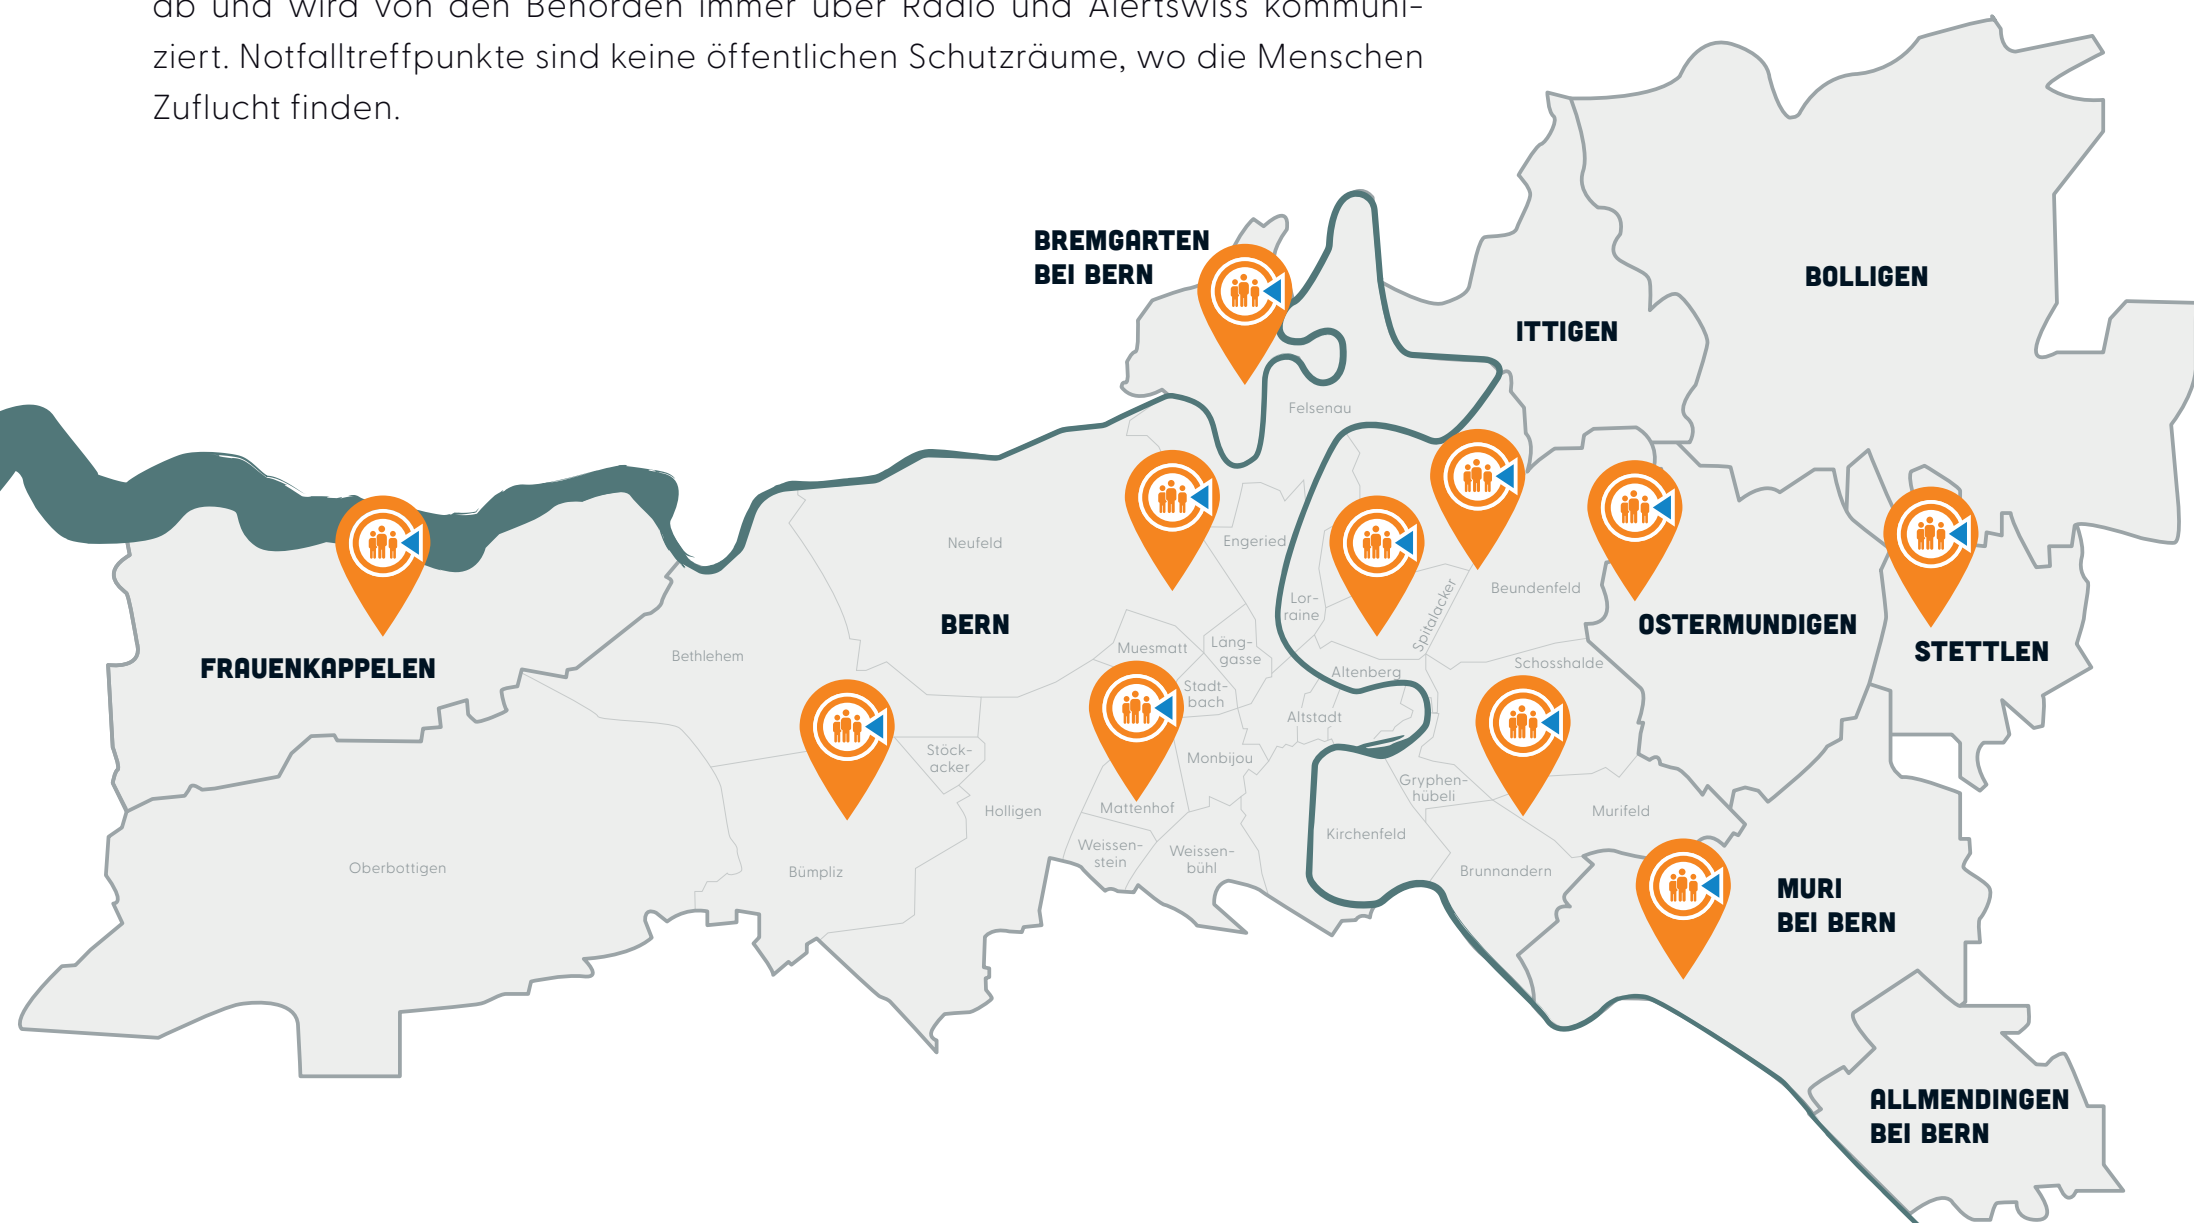 ab und wird von den Behörden immer über Radio und Alertswiss kommuni-
ziert. Notfalltreffpunkte sind keine öffentlichen Schutzräume, wo die Menschen
Zuflucht finden.
BREMGARTEN
BEI BERN
BOLLIGEN
ITTIGEN
Felsenau
Neufeld
Engeried
Beundenfeld
Lor-
raine
Spitalacker
BERN
OSTERMUNDIGEN
STETTLEN
FRAUENKAPPELEN
Bethlehem
Muesmatt
Läng-
gasse
Schosshalde
Altenberg
Stadt-
bach
Altstadt
Stöck-
acker
Monbijou
Gryphen-
hübeli
Holligen
Mattenhof
Murifeld
Kirchenfeld
Weissen-
stein
Weissen-
bühl
Oberbottigen
Bümpliz
Brunnandern
MURI
BEI BERN
ALLMENDINGEN
BEI BERN